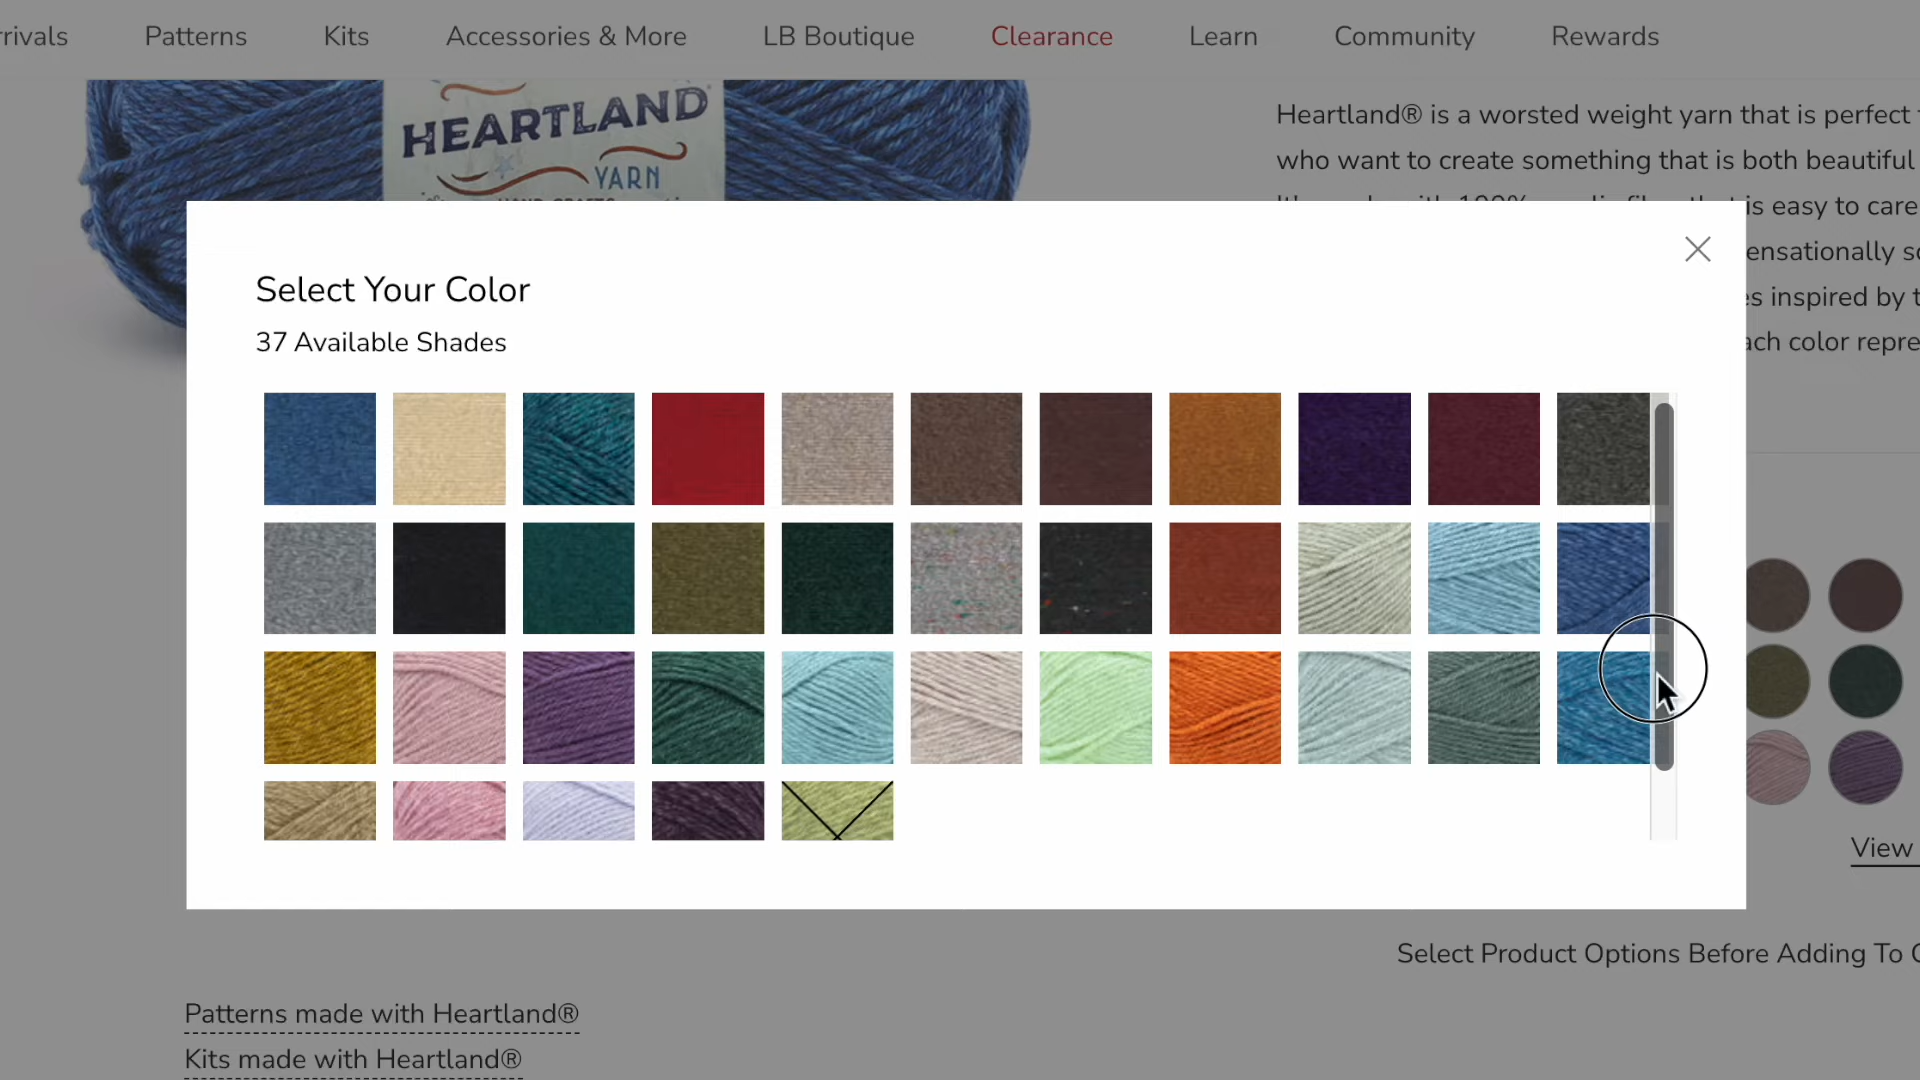 rrivals Patterns Kits Accessories & More LB Boutique Clearance Learn Community Rewards
HEARTLAND
YARN
Heartland® is a worsted weight yarn that is perfect
who want to create something that is both beautiful
is easy to care
ensationally
es inspired by
ach color repre
Select Your Color
37 Available Shades
View
Select Product Options Before Adding To
Patterns made with Heartland®
Kits made with Heartland®